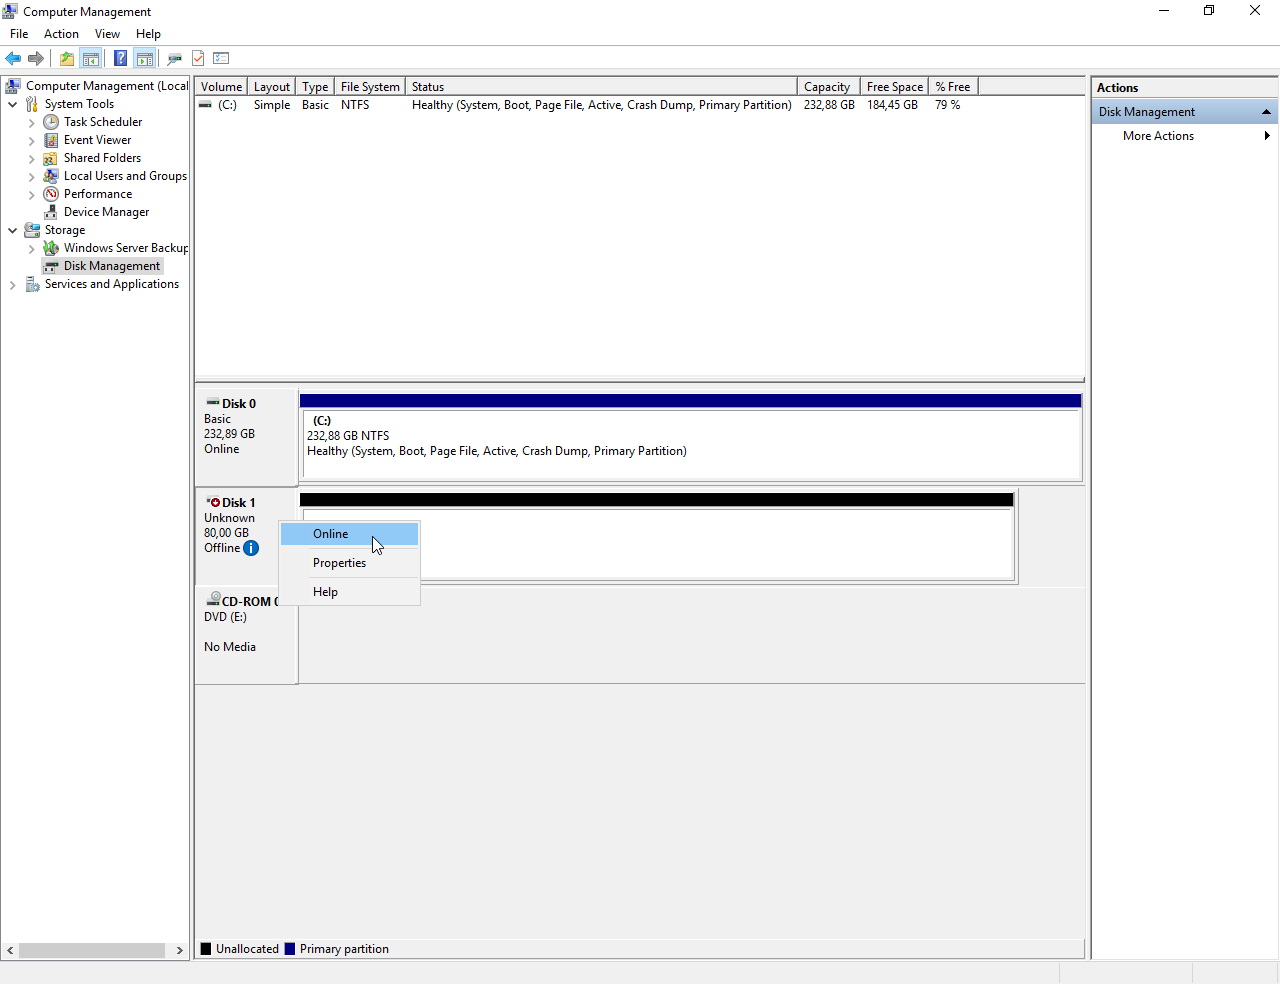 Computer Management
File Action View Help
Computer Management (Local
System Tools
Task Scheduler
Event Viewer
Shared Folders
Local Users and Groups
Performance
Device Manager
Storage
Windows Server Backup
Disk Management
Services and Applications
Volume Layout Type File System Status Capacity Free Space % Free
(C:) Simple Basic NTFS Healthy (System, Boot, Page File, Active, Crash Dump, Primary Partition) 232,88 GB 184,45 GB 79 %
Disk 0
Basic
232,89 GB
Online
(C:)
232,88 GB NTFS
Healthy (System, Boot, Page File, Active, Crash Dump, Primary Partition)
Disk 1
Unknown
80,00 GB
Offline
Online
Properties
Help
CD-ROM 0
DVD (E:)
No Media
Unallocated Primary partition
Actions
Disk Management
More Actions